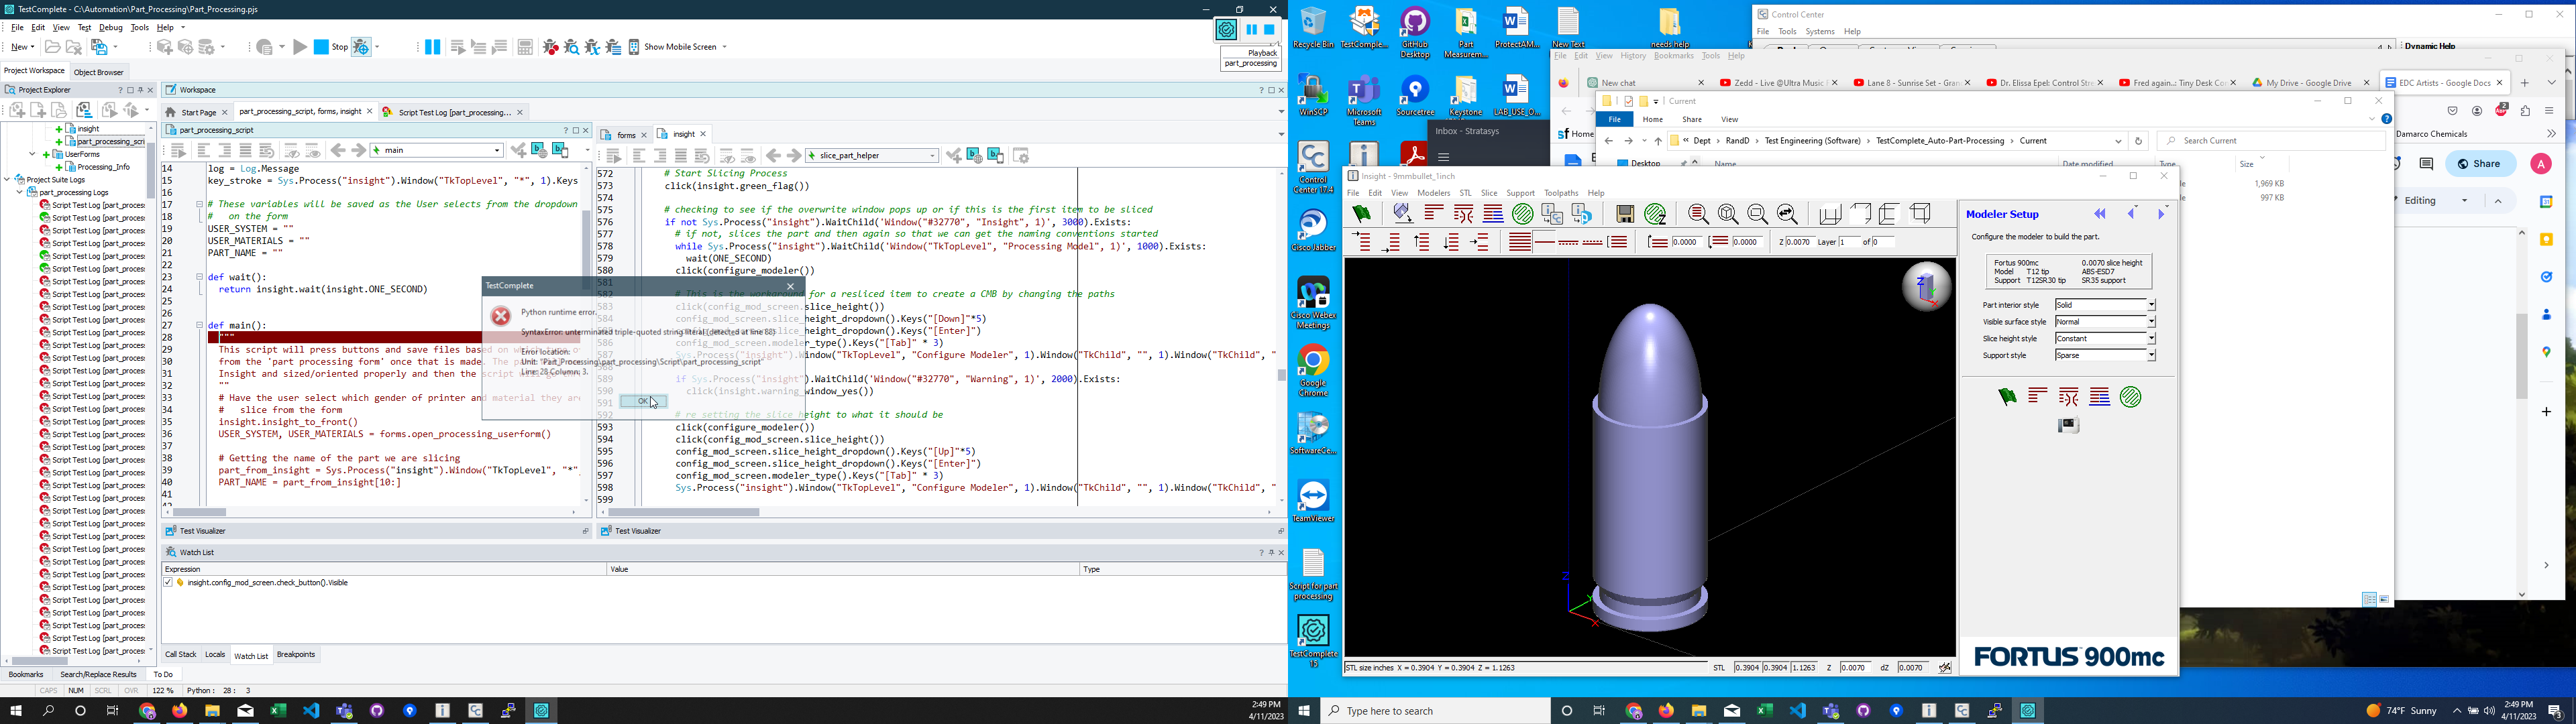 TestComplete - C:\Automation\Part_Processing\Part_Processing.pjs
File Edit View Test Debug Tools Help
New
Stop
Show Mobile Screen
Playback
part_processing
Project Workspace
Object Browser
Project Explorer
insight
part_processing_scri
UserForms
Processing_Info
Project Suite Logs
part_processing Logs
Script Test Log [part_proces
Workspace
Start Page
part_processing_script, forms, insight
Script Test Log [part_processing...
part_processing_script
main
14 log = Log.Message
15 key_stroke = Sys.Process("insight").Window("TkTopLevel", "*", 1).Keys
16
17 # These variables will be saved as the User selects from the dropdown
18 #   on the form
19 USER_SYSTEM = ""
20 USER_MATERIALS = ""
21 PART_NAME = ""
22
23 def wait():
24 return insight.wait(insight.ONE_SECOND)
25
26
27 def main():
28 """
29 This script will press buttons and save files based on
30 from the 'part processing form' once that is made. The
31 Insight and sized/oriented properly and then the script
32 ""
33 # Have the user select which gender of printer and material they are
34 #   slice from the form
35 insight.insight_to_front()
36 USER_SYSTEM, USER_MATERIALS = forms.open_processing_userform()
37
38 # Getting the name of the part we are slicing
39 part_from_insight = Sys.Process("insight").Window("TkTopLevel", "*"
40 PART_NAME = part_from_insight[10:]
41
forms
insight
slice_part_helper
572 # Start Slicing Process
573 click(insight.green_flag())
574
575 # checking to see if the overwrite window pops up or if this is the first item to be sliced
576 if not Sys.Process("insight").WaitChild('Window("#32770", "Insight", 1)', 3000).Exists:
577 # if not, slices the part and then again so that we can get the naming conventions started
578 while Sys.Process("insight").WaitChild('Window("TkTopLevel", "Processing Model", 1)', 1000).Exists:
579 wait(ONE_SECOND)
580 click(configure_modeler())
581
582 # This is the workaround for a resliced item to create a CMB by changing the paths
583 click(config_mod_screen.slice_height())
584 config_mod_screen.slice_height_dropdown().Keys("[Down]"*5)
585 config_mod_screen.slice_height_dropdown().Keys("[Enter]")
586 config_mod_screen.modeler_type().Keys("[Tab]" * 3)
587 Sys.Process("insight").Window("TkTopLevel", "Configure Modeler", 1).Window("TkChild", "", 1).Window("TkChild", "
588
589 if Sys.Process("insight").WaitChild('Window("#32770", "Warning", 1)', 2000).Exists:
590 click(insight.warning_window_yes())
591
592 # re setting the slice height to what it should be
593 click(configure_modeler())
594 click(config_mod_screen.slice_height())
595 config_mod_screen.slice_height_dropdown().Keys("[Up]"*5)
596 config_mod_screen.slice_height_dropdown().Keys("[Enter]")
597 config_mod_screen.modeler_type().Keys("[Tab]" * 3)
598 Sys.Process("insight").Window("TkTopLevel", "Configure Modeler", 1).Window("TkChild", "", 1).Window("TkChild", "
599
TestComplete
Python runtime error.
SyntaxError: unterminated triple-quoted string literal (detected at line 88)
Error location:
Unit: "Part_Processing\part_processing\Script\part_processing_script"
Line: 28 Column: 3.
OK
Test Visualizer
Test Visualizer
Watch List
Expression Value Type
insight.config_mod_screen.check_button().Visible
Call Stack Locals Watch List Breakpoints
Bookmarks Search/Replace Results To Do
CAPS NUM SCRL OVR 122 % Python : 28 : 3
2:49 PM
4/11/2023
Recycle Bin
TestComple...
GitHub Desktop
Part Measurem...
ProtectAM...
New Text
needs help
WinSCP
Microsoft Teams
Sourcetree
Keystone
LAB_USE_O...
Control Center 17.4
Cisco Jabber
Cisco Webex Meetings
Google Chrome
SoftwareCe...
TeamViewer
Script for part processing
TestComplete 15
Control Center
File Tools Systems Help
Dynamic Help
File Edit View History Bookmarks Tools Help
New chat
Zedd - Live @Ultra Music
Lane 8 - Sunrise Set - Gran
Dr. Elissa Epel: Control Stre
Fred again..: Tiny Desk Con
My Drive - Google Drive
EDC Artists - Google Docs
Home
Damarco Chemicals
Share
A
Editing
Inbox - Stratasys
Current
File Home Share View
Dept > RandD > Test Engineering (Software) > TestComplete_Auto-Part-Processing > Current
Search Current
Desktop
Name Date modified Type Size
1,969 KB
997 KB
Insight - 9mmbullet_1inch
File Edit View Modelers STL Slice Support Toolpaths Help
0.0000
0.0000
Z 0.0070 Layer 1 of 0
Modeler Setup
Configure the modeler to build the part.
Fortus 900mc 0.0070 slice height
Model T12 tip ABS-ESD7
Support T12SR30 tip SR35 support
Part interior style Solid
Visible surface style Normal
Slice height style Constant
Support style Sparse
Z
Y
X
STL size inches X = 0.3904 Y = 0.3904 Z = 1.1263
STL 0.3904 0.3904 1.1263 Z 0.0070 dZ 0.0070
FORTUS 900mc
Type here to search
74°F Sunny
2:49 PM
4/11/2023